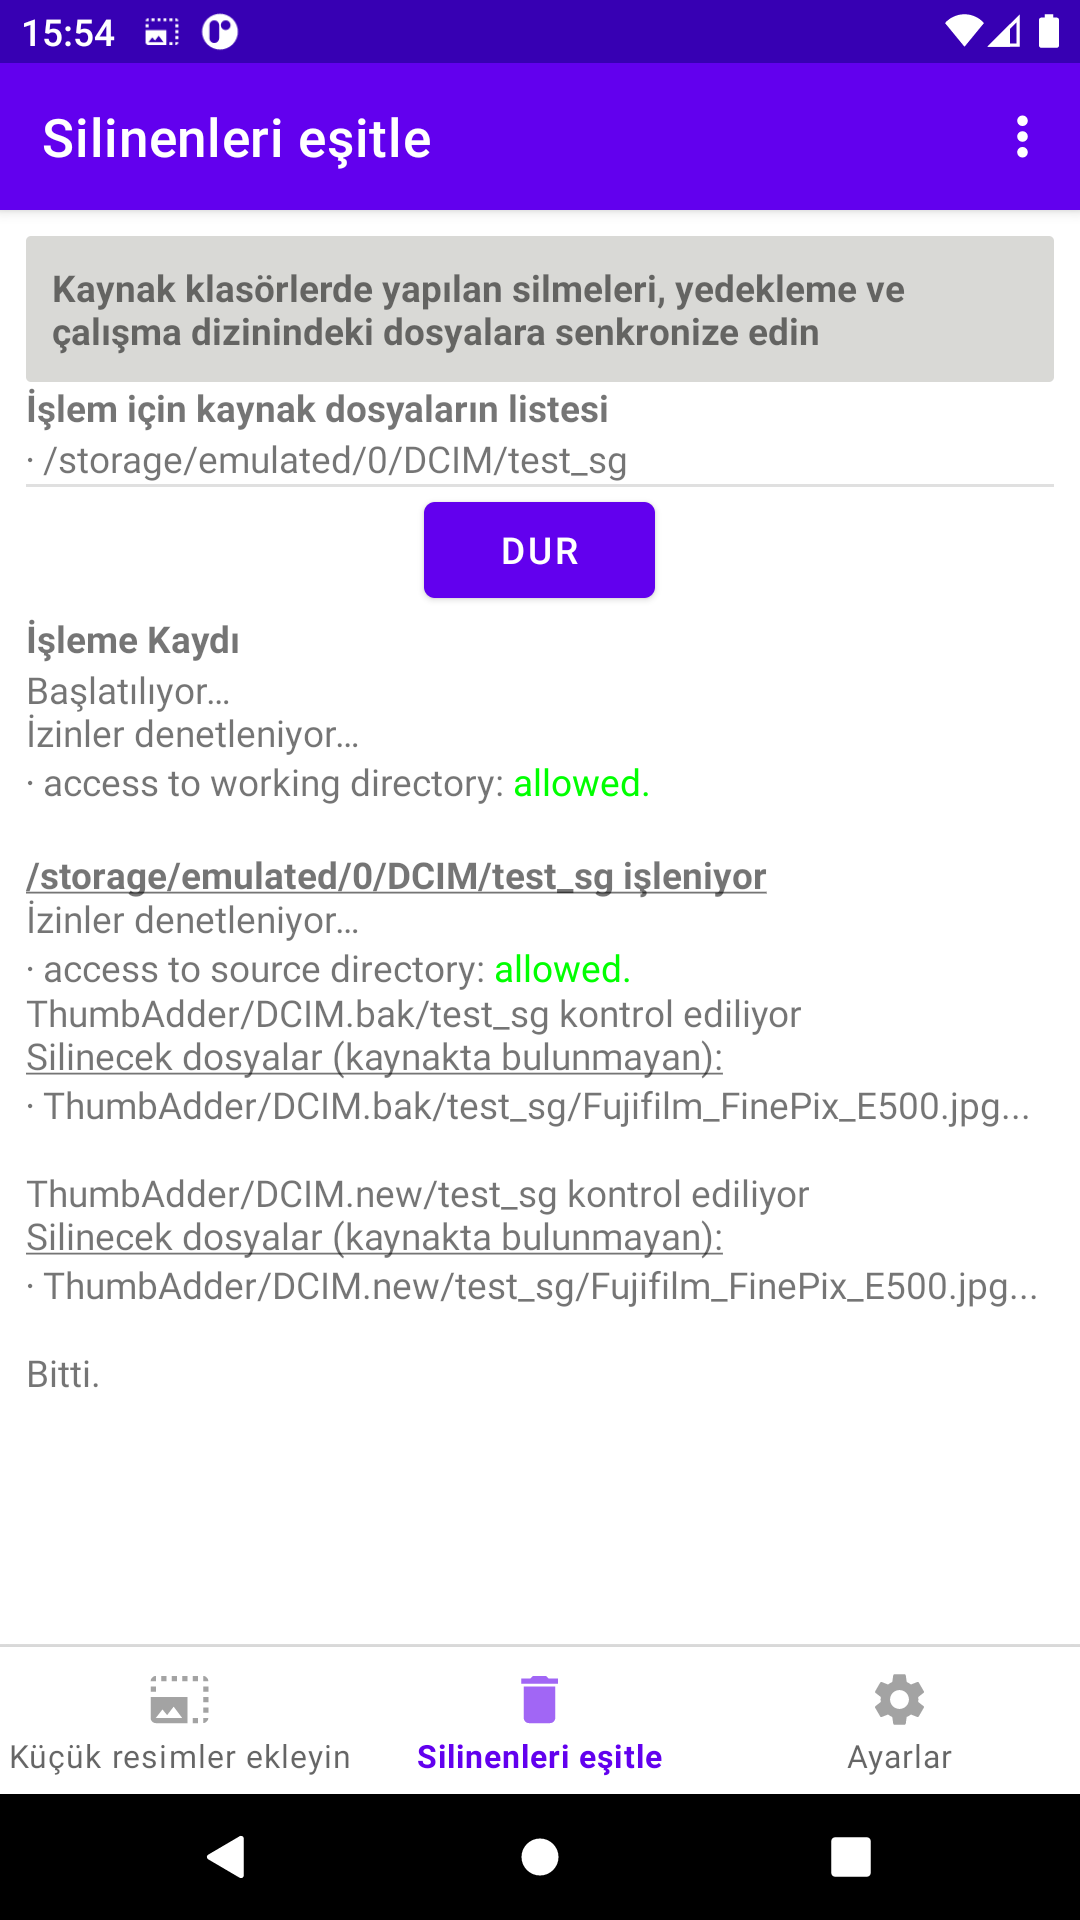 15:54
Silinenleri eşitle
Kaynak klasörlerde yapılan silmeleri, yedekleme ve
çalışma dizinindeki dosyalara senkronize edin
İşlem için kaynak dosyaların listesi
· /storage/emulated/0/DCIM/test_sg
DUR
İşleme Kaydı
Başlatılıyor…
İzinler denetleniyor…
· access to working directory: allowed.
/storage/emulated/0/DCIM/test_sg işleniyor
İzinler denetleniyor…
· access to source directory: allowed.
ThumbAdder/DCIM.bak/test_sg kontrol ediliyor
Silinecek dosyalar (kaynakta bulunmayan):
· ThumbAdder/DCIM.bak/test_sg/Fujifilm_FinePix_E500.jpg...
ThumbAdder/DCIM.new/test_sg kontrol ediliyor
Silinecek dosyalar (kaynakta bulunmayan):
· ThumbAdder/DCIM.new/test_sg/Fujifilm_FinePix_E500.jpg...
Bitti.
Küçük resimler ekleyin
Silinenleri eşitle
Ayarlar